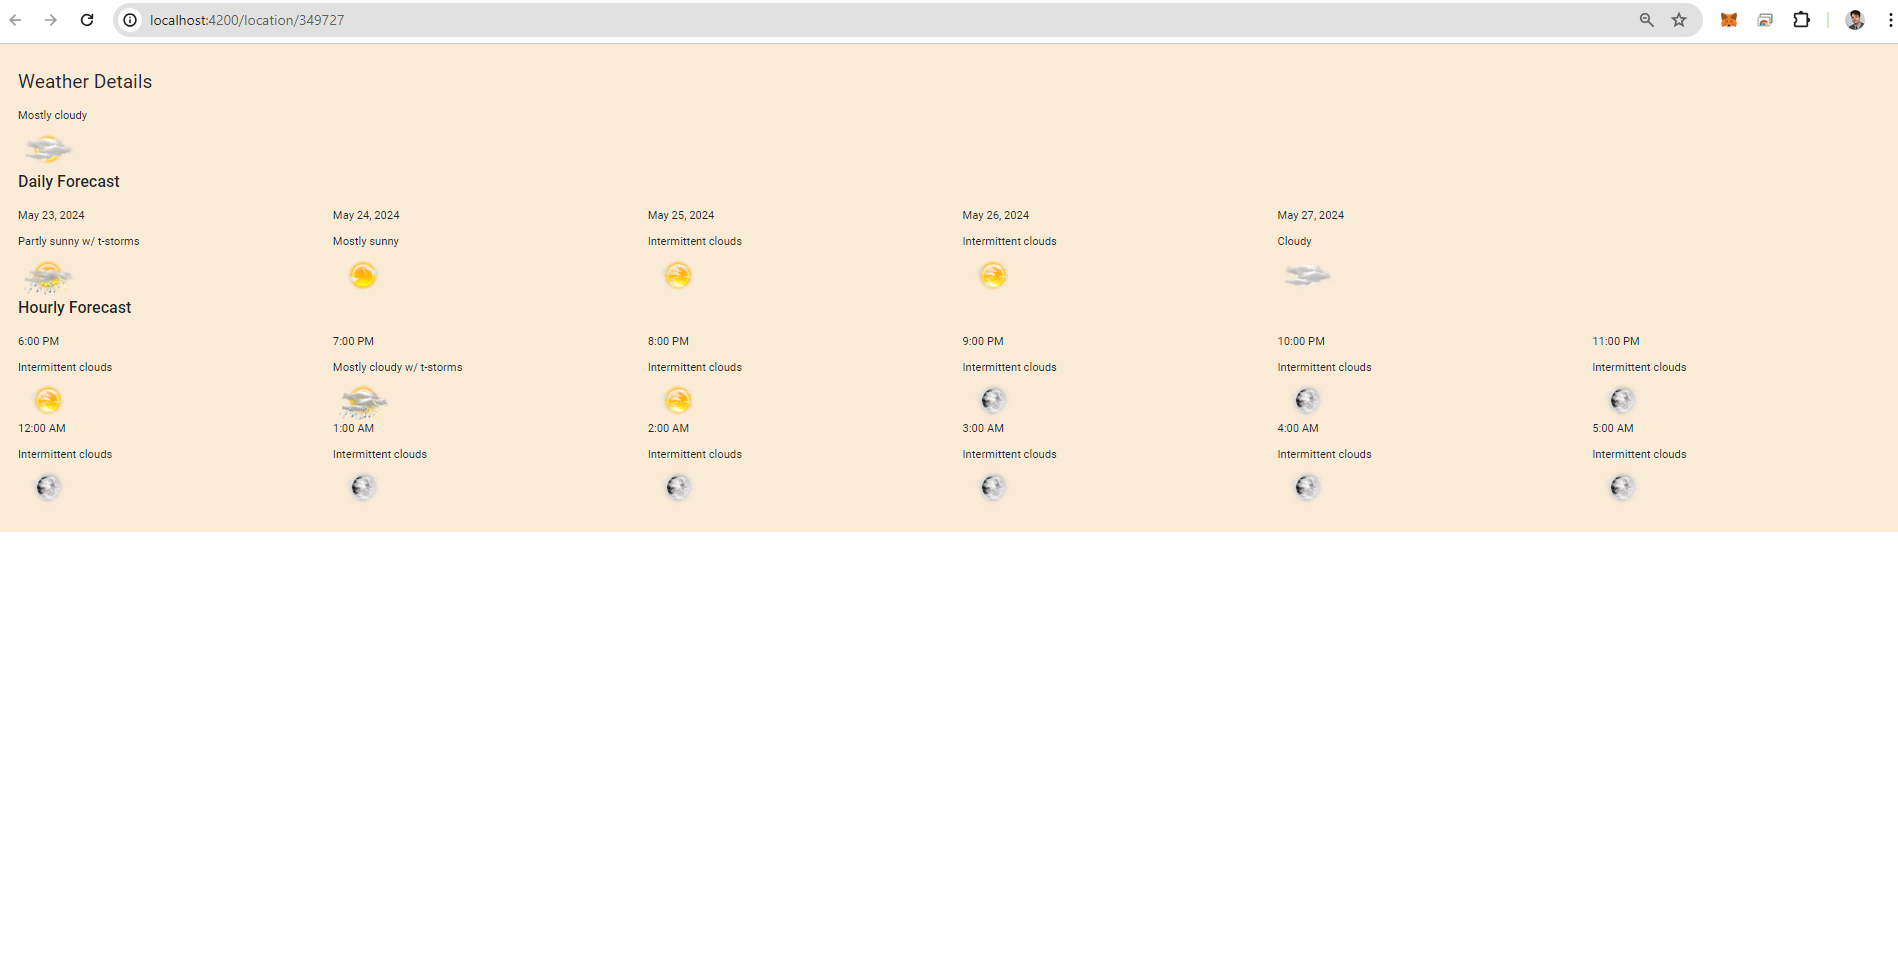 localhost:4200/location/349727
Weather Details
Mostly cloudy
Daily Forecast
May 23, 2024 May 24, 2024 May 25, 2024 May 26, 2024 May 27, 2024
Partly sunny w/ t-storms Mostly sunny Intermittent clouds Intermittent clouds Cloudy
Hourly Forecast
6:00 PM 7:00 PM 8:00 PM 9:00 PM 10:00 PM 11:00 PM
Intermittent clouds Mostly cloudy w/ t-storms Intermittent clouds Intermittent clouds Intermittent clouds Intermittent clouds
12:00 AM 1:00 AM 2:00 AM 3:00 AM 4:00 AM 5:00 AM
Intermittent clouds Intermittent clouds Intermittent clouds Intermittent clouds Intermittent clouds Intermittent clouds